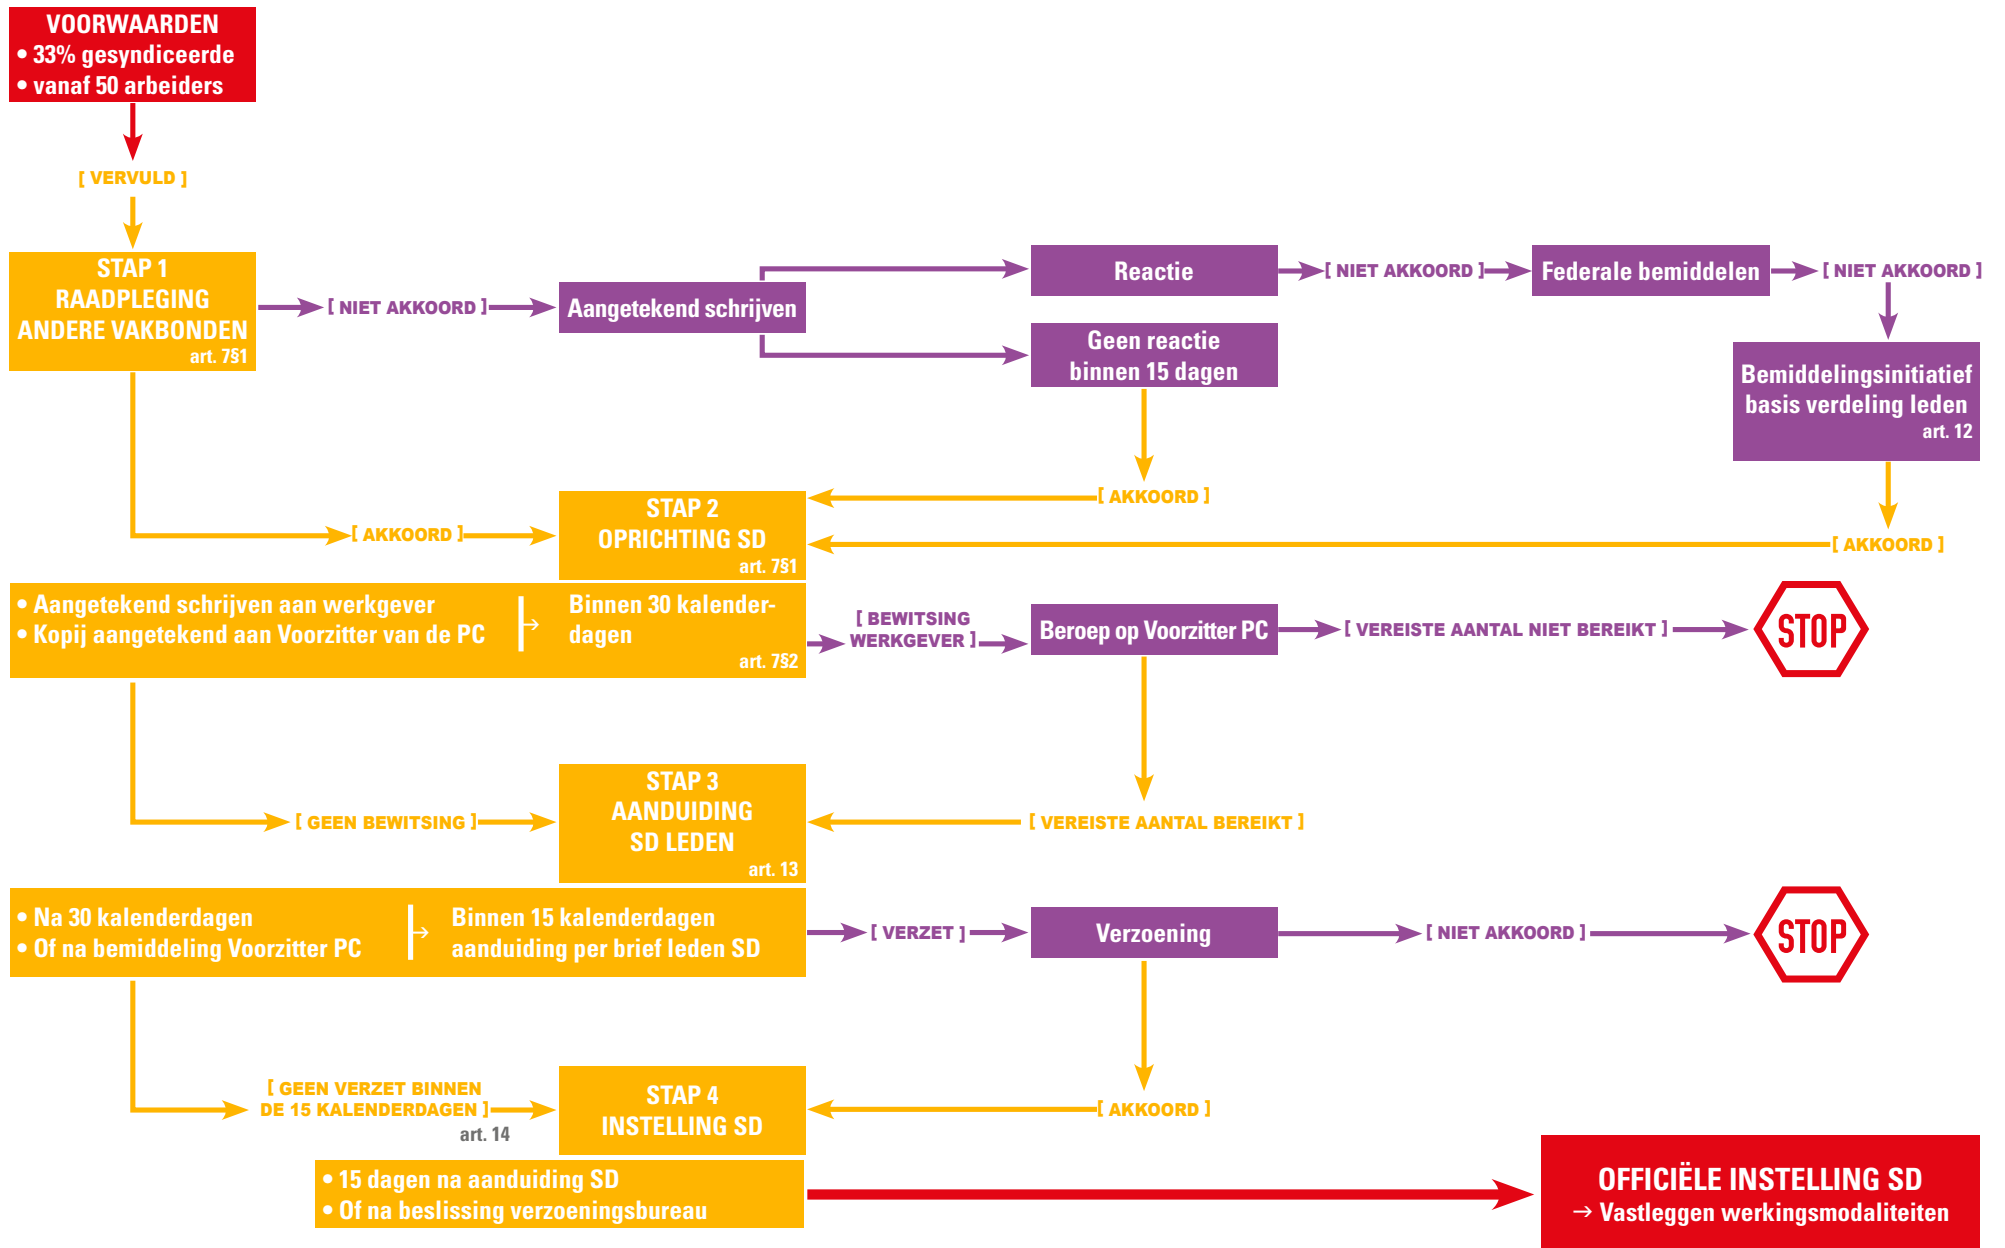 VOORWAARDEN
• 33% gesyndiceerde
• vanaf 50 arbeiders
[ VERVULD ]
STAP 1
RAADPLEGING
ANDERE VAKBONDEN
art. 7§1
[ NIET AKKOORD ]
Aangetekend schrijven
Reactie
[ NIET AKKOORD ]
Federale bemiddelen
[ NIET AKKOORD ]
Geen reactie
binnen 15 dagen
Bemiddelingsinitiatief
basis verdeling leden
art. 12
[ AKKOORD ]
[ AKKOORD ]
STAP 2
OPRICHTING SD
art. 7§1
[ AKKOORD ]
• Aangetekend schrijven aan werkgever
• Kopij aangetekend aan Voorzitter van de PC
→ Binnen 30 kalender-
dagen
art. 7§2
[ BEWITSING
WERKGEVER ]
Beroep op Voorzitter PC
[ VEREISTE AANTAL NIET BEREIKT ]
STOP
[ GEEN BEWITSING ]
STAP 3
AANDUIDING
SD LEDEN
art. 13
[ VEREISTE AANTAL BEREIKT ]
• Na 30 kalenderdagen
• Of na bemiddeling Voorzitter PC
→ Binnen 15 kalenderdagen
aanduiding per brief leden SD
[ VERZET ]
Verzoening
[ NIET AKKOORD ]
STOP
[ GEEN VERZET BINNEN
DE 15 KALENDERDAGEN ]
art. 14
STAP 4
INSTELLING SD
[ AKKOORD ]
• 15 dagen na aanduiding SD
• Of na beslissing verzoeningsbureau
OFFICIËLE INSTELLING SD
→ Vastleggen werkingsmodaliteiten